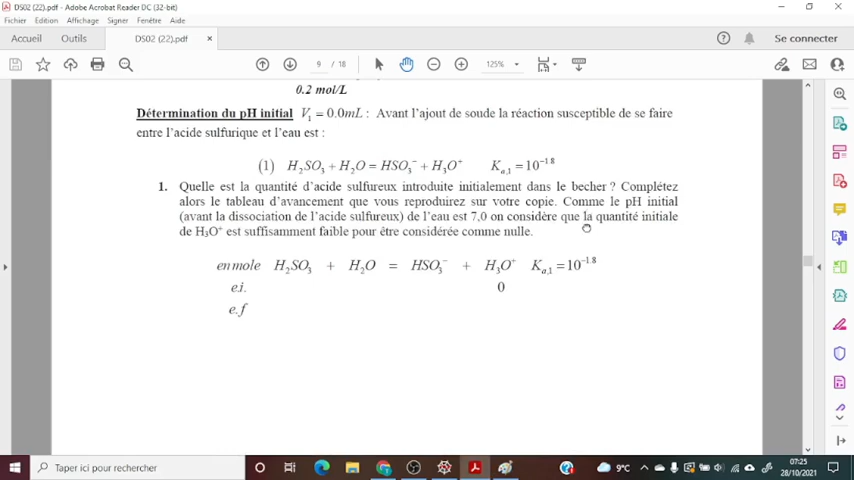 DS02 (22).pdf - Adobe Acrobat Reader DC (32-bit)
Fichier Edition Affichage Signer Fenêtre Aide
Accueil Outils DS02 (22).pdf × Se connecter
9 / 18 125%
0.2 mol/L
Détermination du pH initial V₁ = 0.0mL : Avant l'ajout de soude la réaction susceptible de se faire
entre l'acide sulfurique et l'eau est :
(1) H₂SO₃ + H₂O = HSO₃⁻ + H₃O⁺ Kₐ,₁ = 10⁻¹·⁸
1. Quelle est la quantité d'acide sulfureux introduite initialement dans le becher ? Complétez
alors le tableau d'avancement que vous reproduirez sur votre copie. Comme le pH initial
(avant la dissociation de l'acide sulfureux) de l'eau est 7,0 on considère que la quantité initiale
de H₃O⁺ est suffisamment faible pour être considérée comme nulle.
en mole H₂SO₃ + H₂O = HSO₃⁻ + H₃O⁺ Kₐ,₁ = 10⁻¹·⁸
e.i. 0
e.f
Taper ici pour rechercher 9°C 07:25
28/10/2021